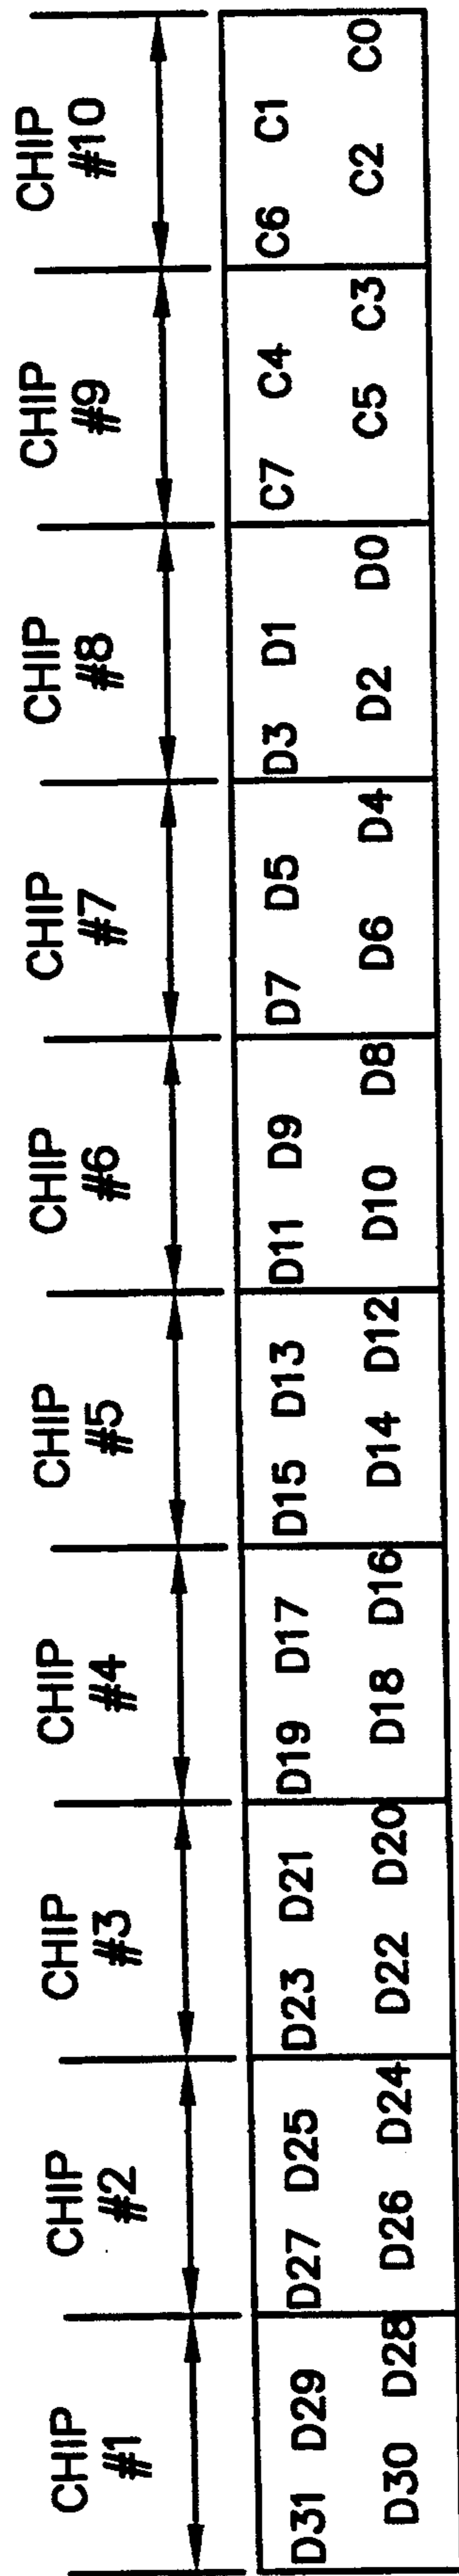 CHIP #1 CHIP #2 CHIP #3 CHIP #4 CHIP #5 CHIP #6 CHIP #7 CHIP #8 CHIP #9 CHIP #10
D31 D29 D27 D25 D23 D21 D19 D17 D15 D13 D11 D9 D7 D5 D3 D1 C7 C4 C6 C1
D30 D28 D26 D24 D22 D20 D18 D16 D14 D12 D10 D8 D6 D4 D2 D0 C5 C3 C2 C0